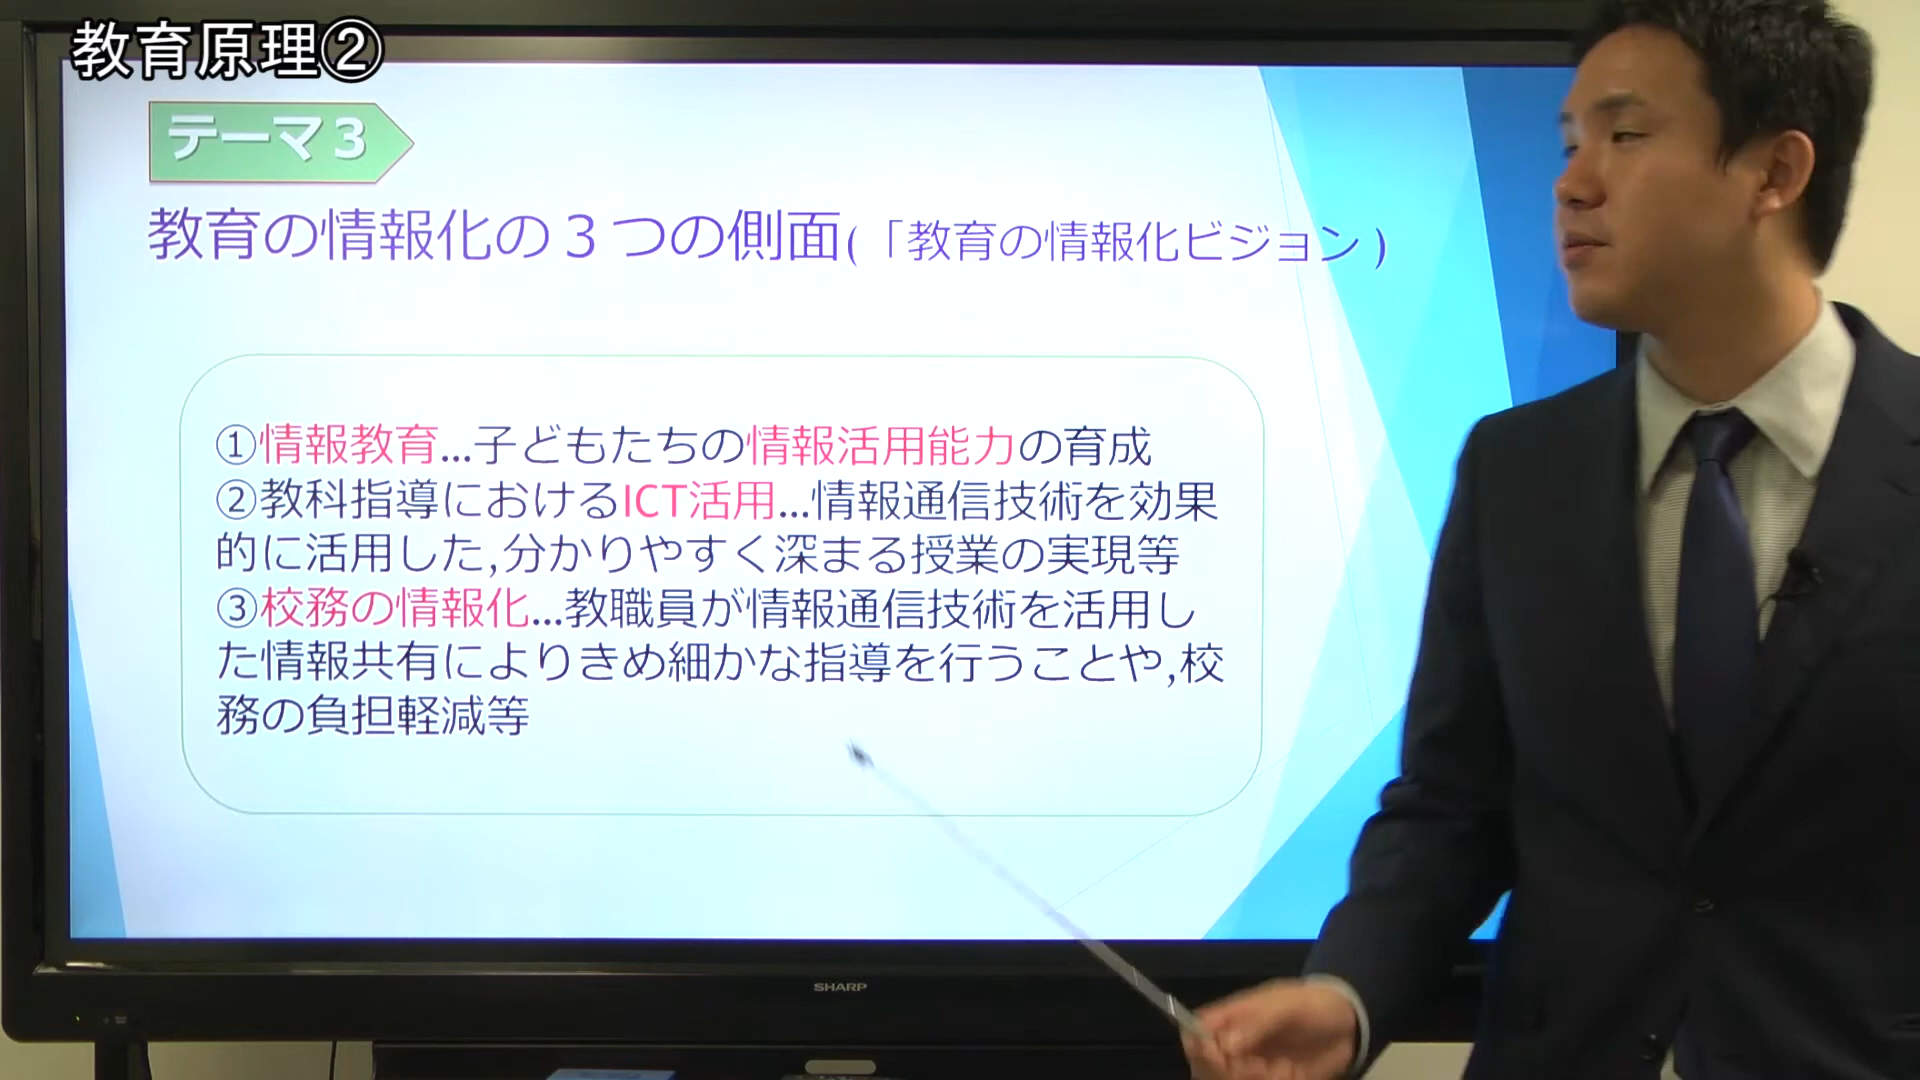 教育原理②
テーマ３
教育の情報化の３つの側面(「教育の情報化ビジョン)
①情報教育…子どもたちの情報活用能力の育成
②教科指導におけるICT活用…情報通信技術を効果
的に活用した,分かりやすく深まる授業の実現等
③校務の情報化…教職員が情報通信技術を活用し
た情報共有によりきめ細かな指導を行うことや,校
務の負担軽減等
SHARP